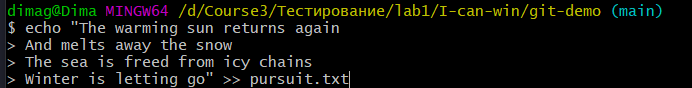 dimag@Dima MINGW64 /d/Course3/Тестирование/lab1/I-can-win/git-demo (main)
$ echo "The warming sun returns again
> And melts away the snow
> The sea is freed from icy chains
> Winter is letting go" >> pursuit.txt